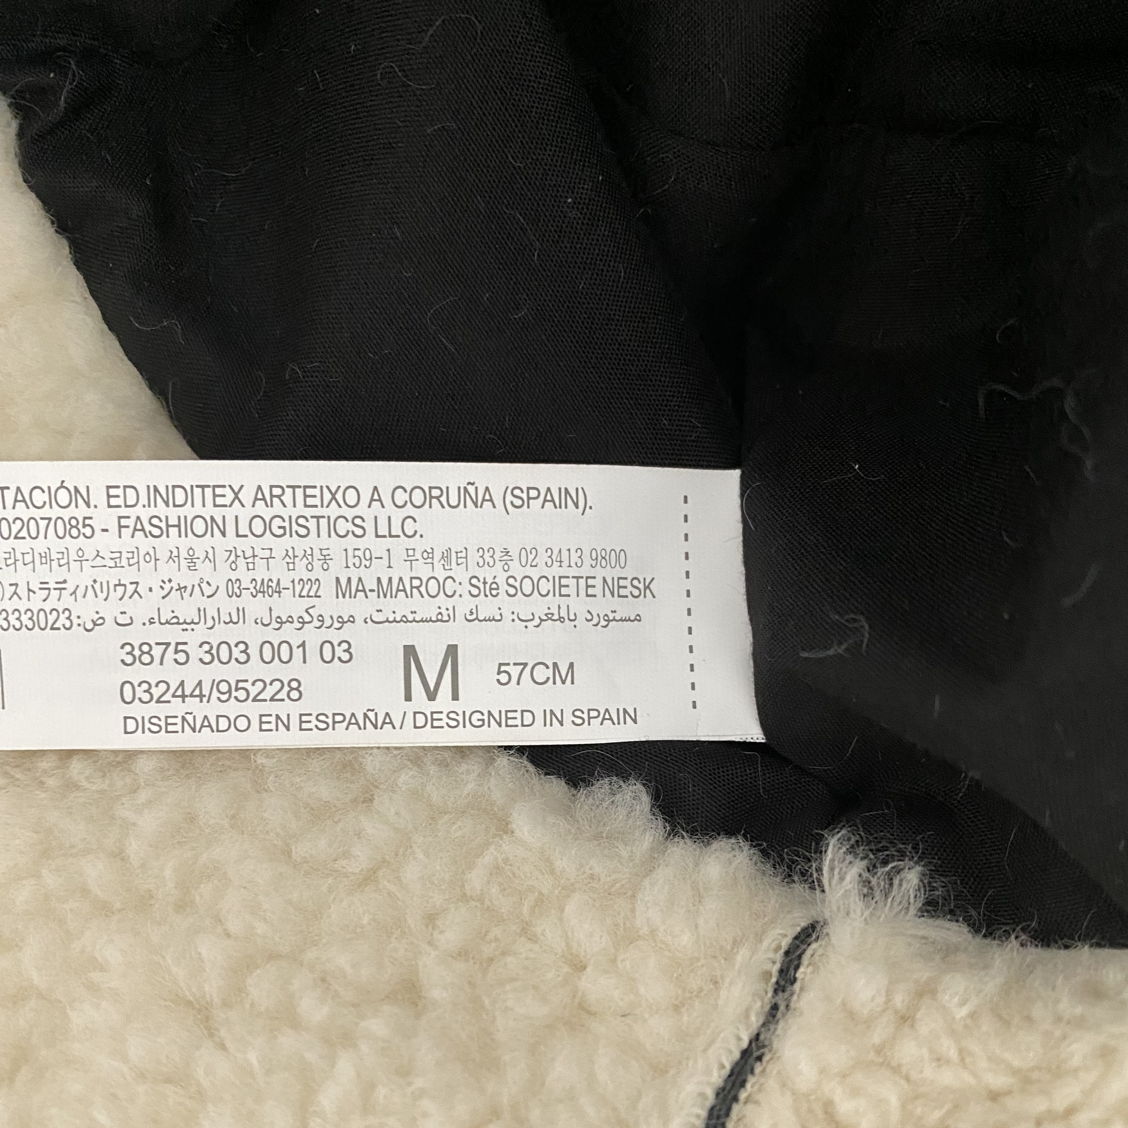 TACIÓN. ED.INDITEX ARTEIXO A CORUÑA (SPAIN).
0207085 - FASHION LOGISTICS LLC.
라디바리우스코리아 서울시 강남구 삼성동 159-1 무역센터 33층 02 3413 9800
)ストラディバリウス・ジャパン 03-3464-1222 MA-MAROC: Sté SOCIETE NESK
مستورد بالمغرب: نسك انفستمنت، موروكومول، الدارالبيضاء. ت ض:333023
3875 303 001 03
03244/95228
M 57CM
DISEÑADO EN ESPAÑA / DESIGNED IN SPAIN